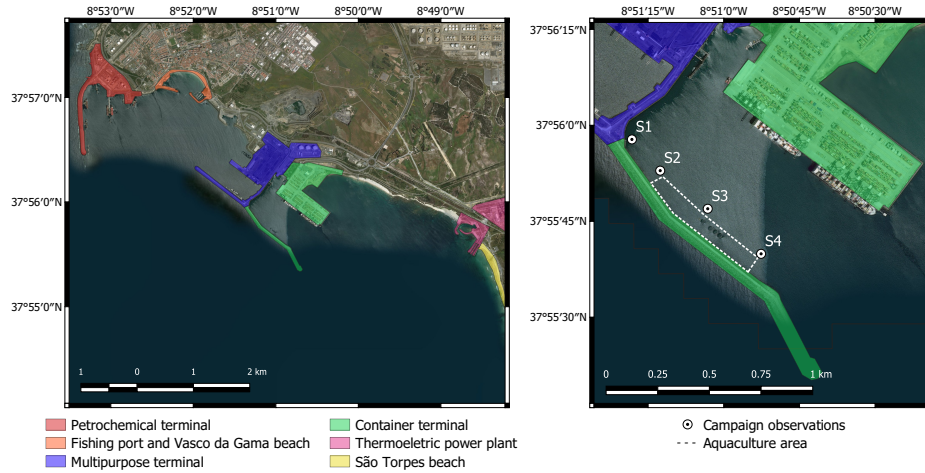 8°53′0″W 8°52′0″W 8°51′0″W 8°50′0″W 8°49′0″W
37°57′0″N
37°56′0″N
37°55′0″N
1 0 1 2 km
8°51′15″W 8°51′0″W 8°50′45″W 8°50′30″W
37°56′15″N
37°56′0″N
37°55′45″N
37°55′30″N
S1
S2
S3
S4
0 0.25 0.5 0.75 1 km
Petrochemical terminal
Fishing port and Vasco da Gama beach
Multipurpose terminal
Container terminal
Thermoeletric power plant
São Torpes beach
Campaign observations
Aquaculture area